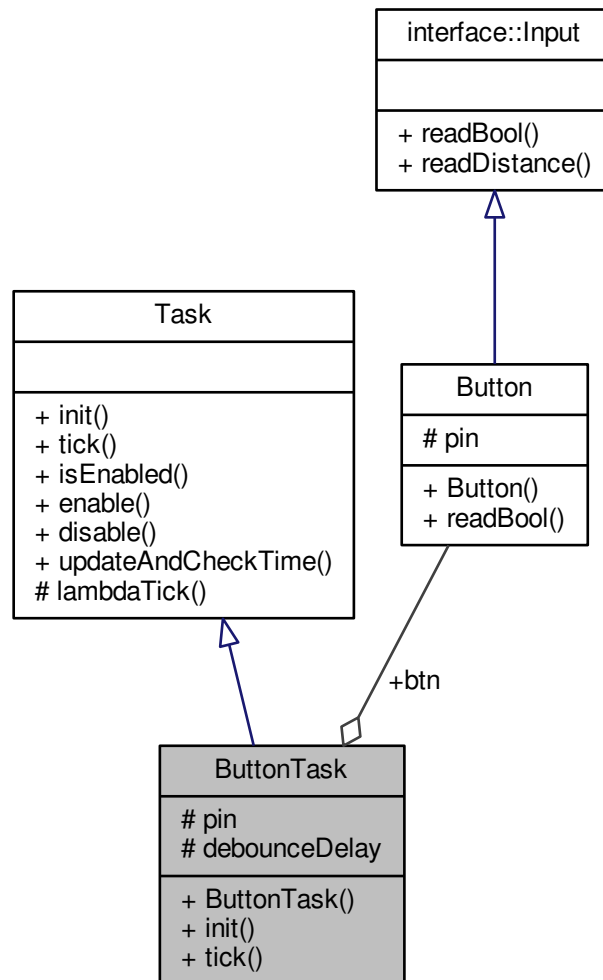 interface::Input
+ readBool()
+ readDistance()
Task
+ init()
+ tick()
+ isEnabled()
+ enable()
+ disable()
+ updateAndCheckTime()
# lambdaTick()
Button
# pin
+ Button()
+ readBool()
+btn
ButtonTask
# pin
# debounceDelay
+ ButtonTask()
+ init()
+ tick()